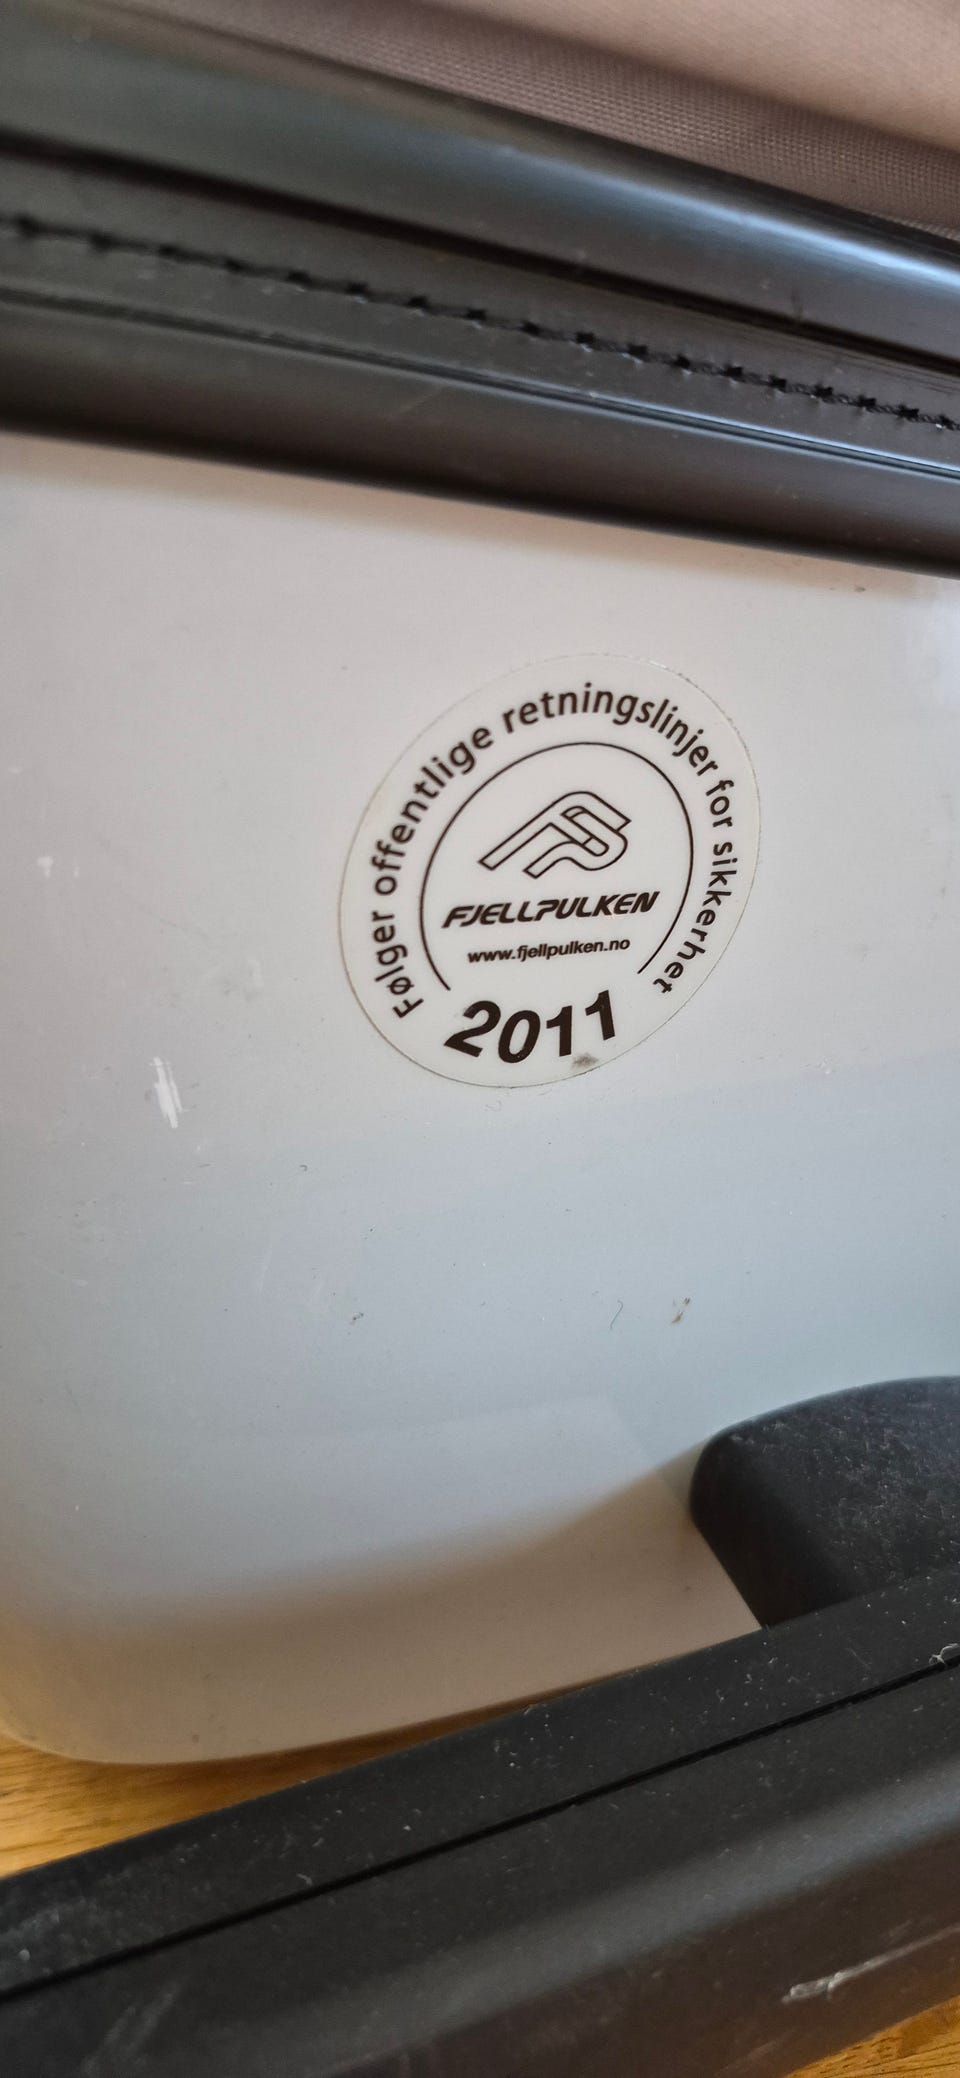 Følger offentlige retningslinjer for sikkerhet
FJELLPULKEN
www.fjellpulken.no
2011